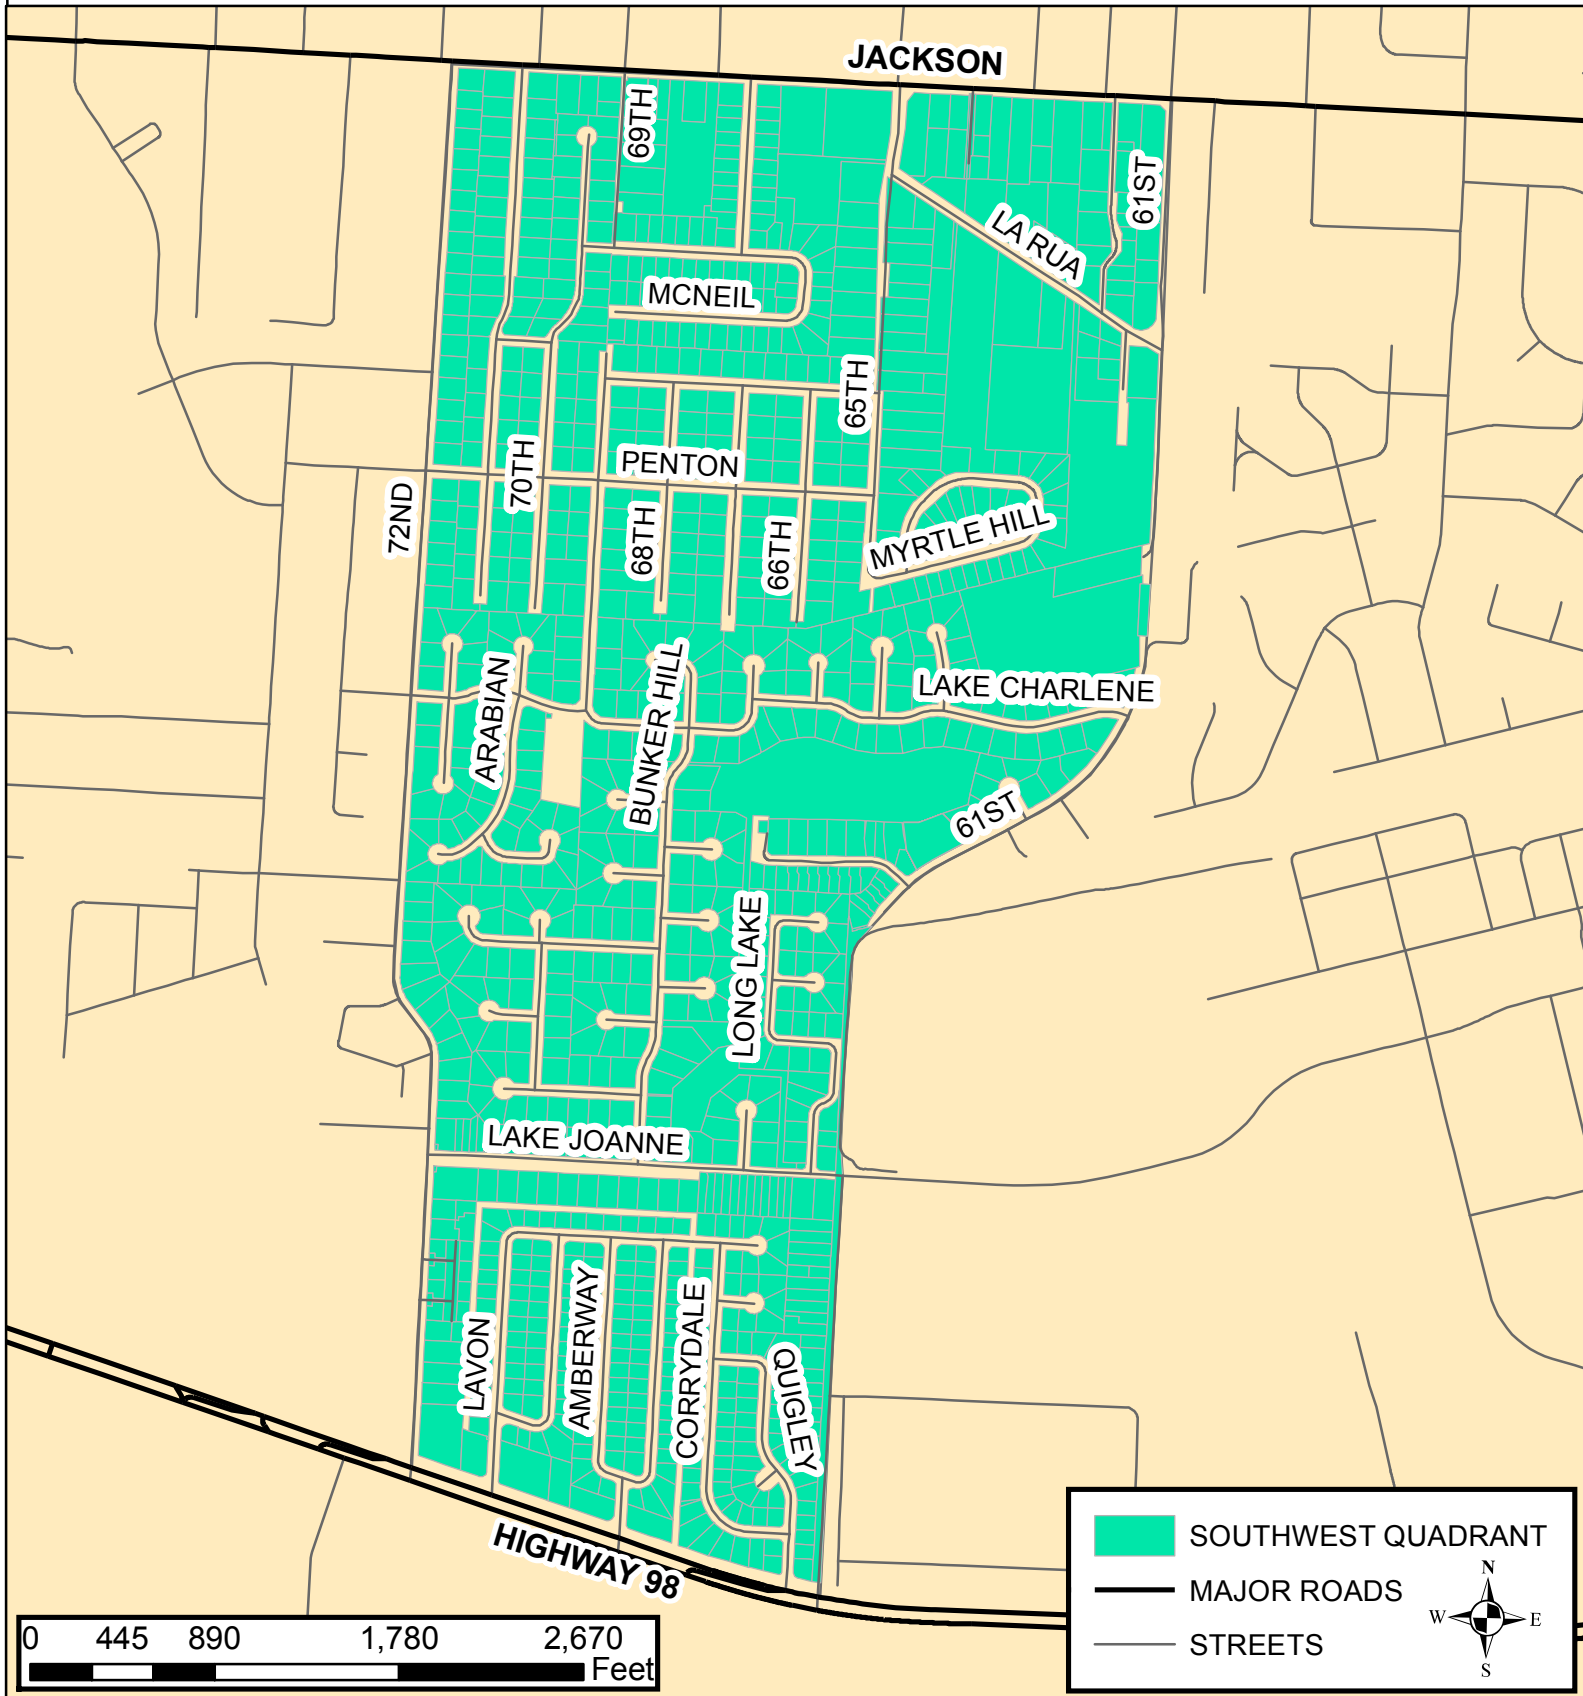 JACKSON
69TH
61ST
LA RUA
MCNEIL
65TH
PENTON
70TH
72ND
68TH
66TH
MYRTLE HILL
ARABIAN
BUNKER HILL
LAKE CHARLENE
61ST
LONG LAKE
LAKE JOANNE
LAVON
AMBERWAY
CORRYDALE
QUIGLEY
HIGHWAY 98
SOUTHWEST QUADRANT
MAJOR ROADS
STREETS
N
W E
S
0 445 890 1,780 2,670
Feet